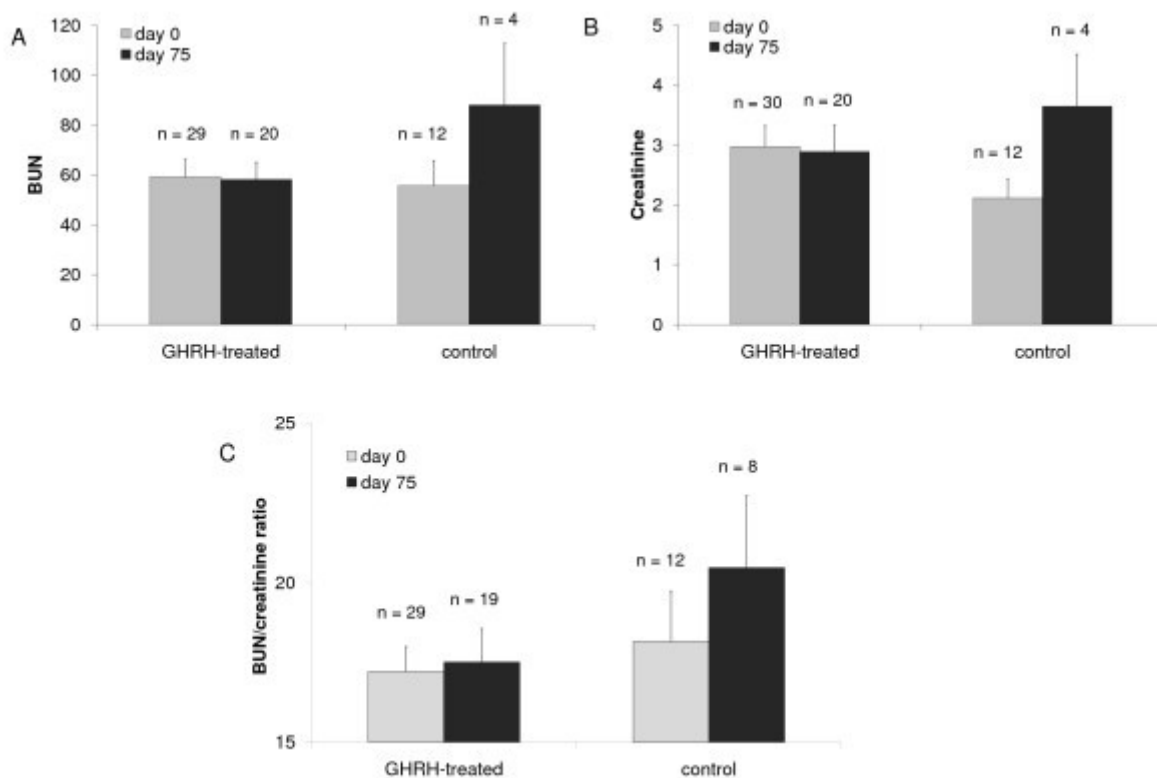 A
BUN
120
100
80
60
40
20
0
day 0
day 75
n = 29
n = 20
n = 12
n = 4
GHRH-treated
control
B
Creatinine
5
4
3
2
1
0
day 0
day 75
n = 30
n = 20
n = 12
n = 4
GHRH-treated
control
C
BUN/creatinine ratio
25
20
15
day 0
day 75
n = 29
n = 19
n = 12
n = 8
GHRH-treated
control